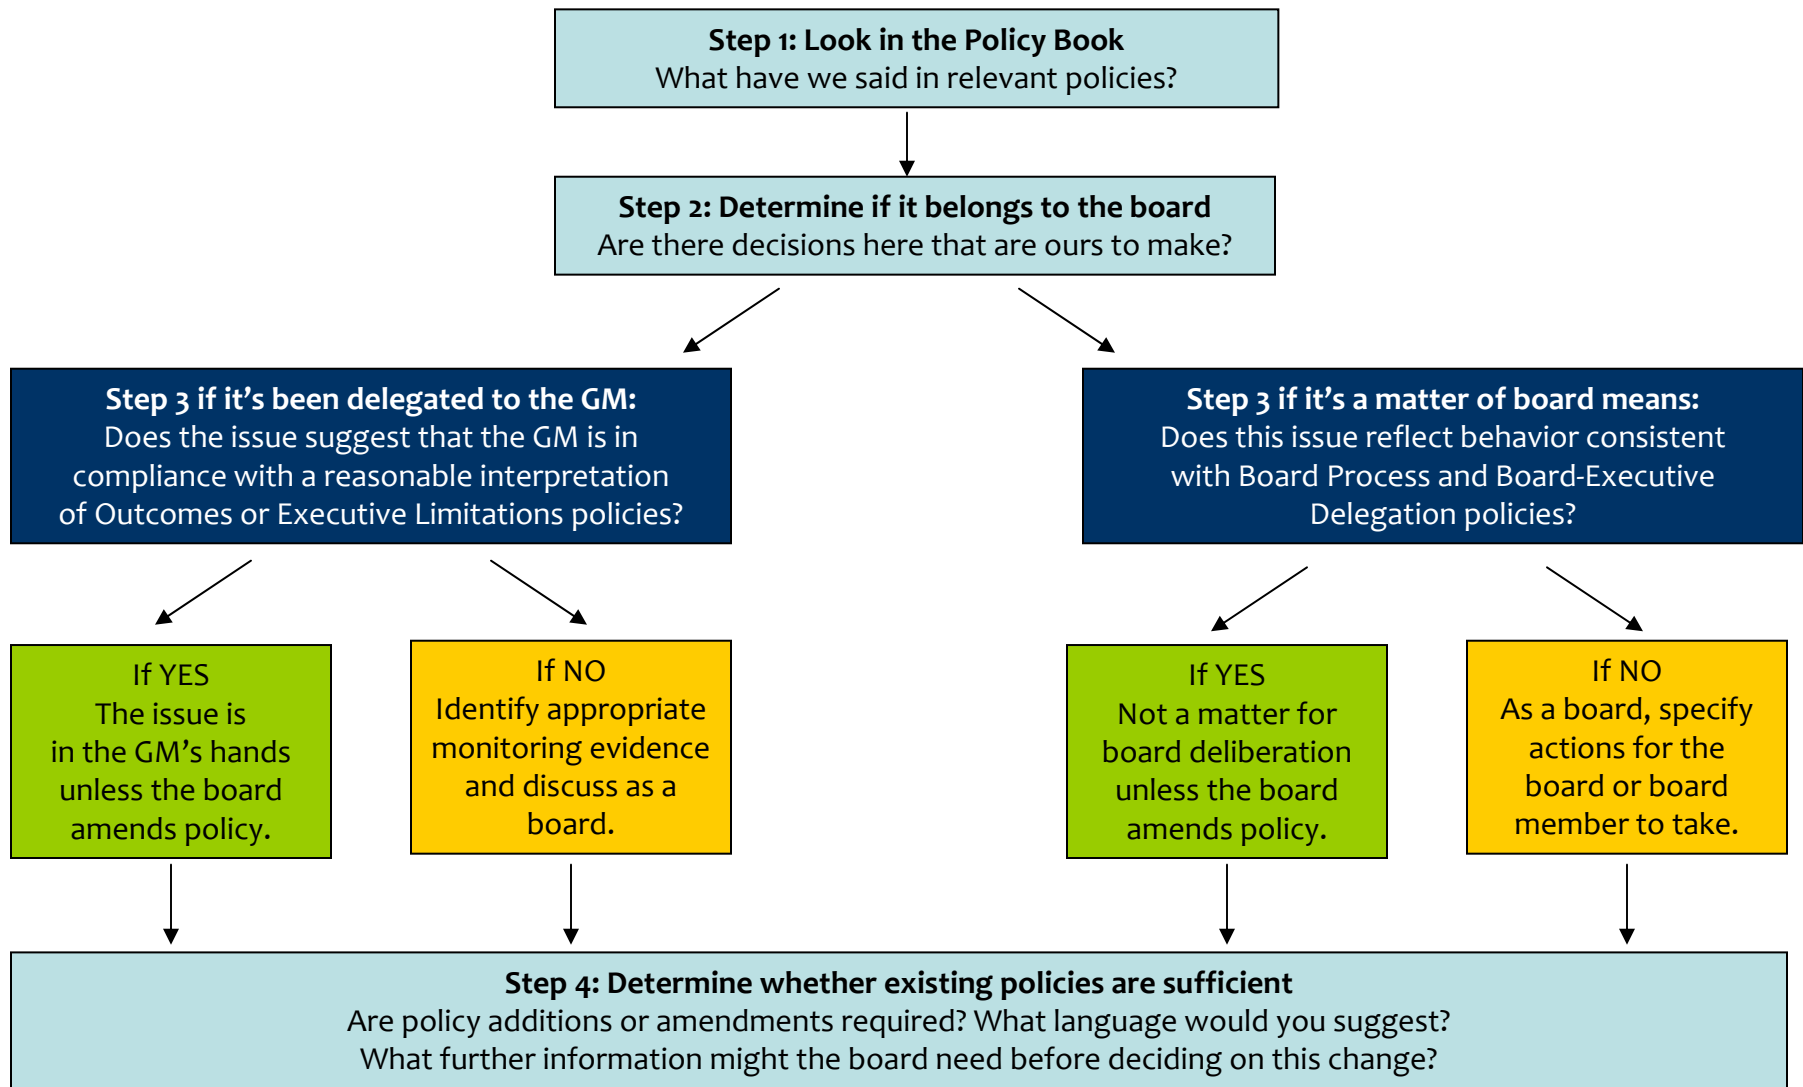 Step 1: Look in the Policy Book
What have we said in relevant policies?
Step 2: Determine if it belongs to the board
Are there decisions here that are ours to make?
Step 3 if it’s been delegated to the GM:
Does the issue suggest that the GM is in
compliance with a reasonable interpretation
of Outcomes or Executive Limitations policies?
Step 3 if it’s a matter of board means:
Does this issue reflect behavior consistent
with Board Process and Board-Executive
Delegation policies?
If YES
The issue is
in the GM’s hands
unless the board
amends policy.
If NO
Identify appropriate
monitoring evidence
and discuss as a
board.
If YES
Not a matter for
board deliberation
unless the board
amends policy.
If NO
As a board, specify
actions for the
board or board
member to take.
Step 4: Determine whether existing policies are sufficient
Are policy additions or amendments required? What language would you suggest?
What further information might the board need before deciding on this change?